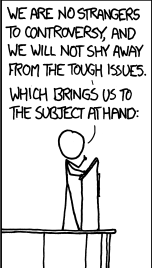 WE ARE NO STRANGERS
TO CONTROVERSY, AND
WE WILL NOT SHY AWAY
FROM THE TOUGH ISSUES.
WHICH BRINGS US TO
THE SUBJECT AT HAND: